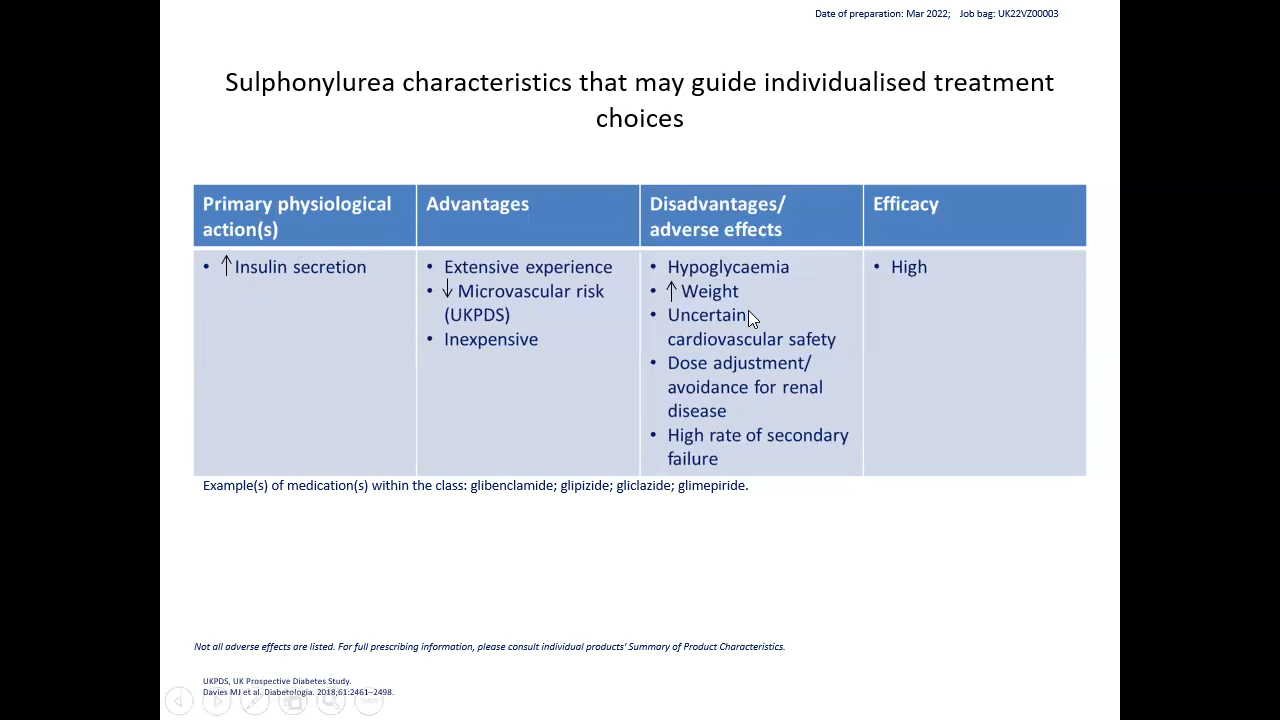 Date of preparation: Mar 2022; Job bag: UK22VZ00003
Sulphonylurea characteristics that may guide individualised treatment
choices
Primary physiological
action(s)
Advantages
Disadvantages/
adverse effects
Efficacy
• ↑ Insulin secretion
• Extensive experience
• ↓ Microvascular risk
(UKPDS)
• Inexpensive
• Hypoglycaemia
• ↑ Weight
• Uncertain
cardiovascular safety
• Dose adjustment/
avoidance for renal
disease
• High rate of secondary
failure
• High
Example(s) of medication(s) within the class: glibenclamide; glipizide; gliclazide; glimepiride.
Not all adverse effects are listed. For full prescribing information, please consult individual products' Summary of Product Characteristics.
UKPDS, UK Prospective Diabetes Study.
Davies MJ et al. Diabetologia. 2018;61:2461–2498.